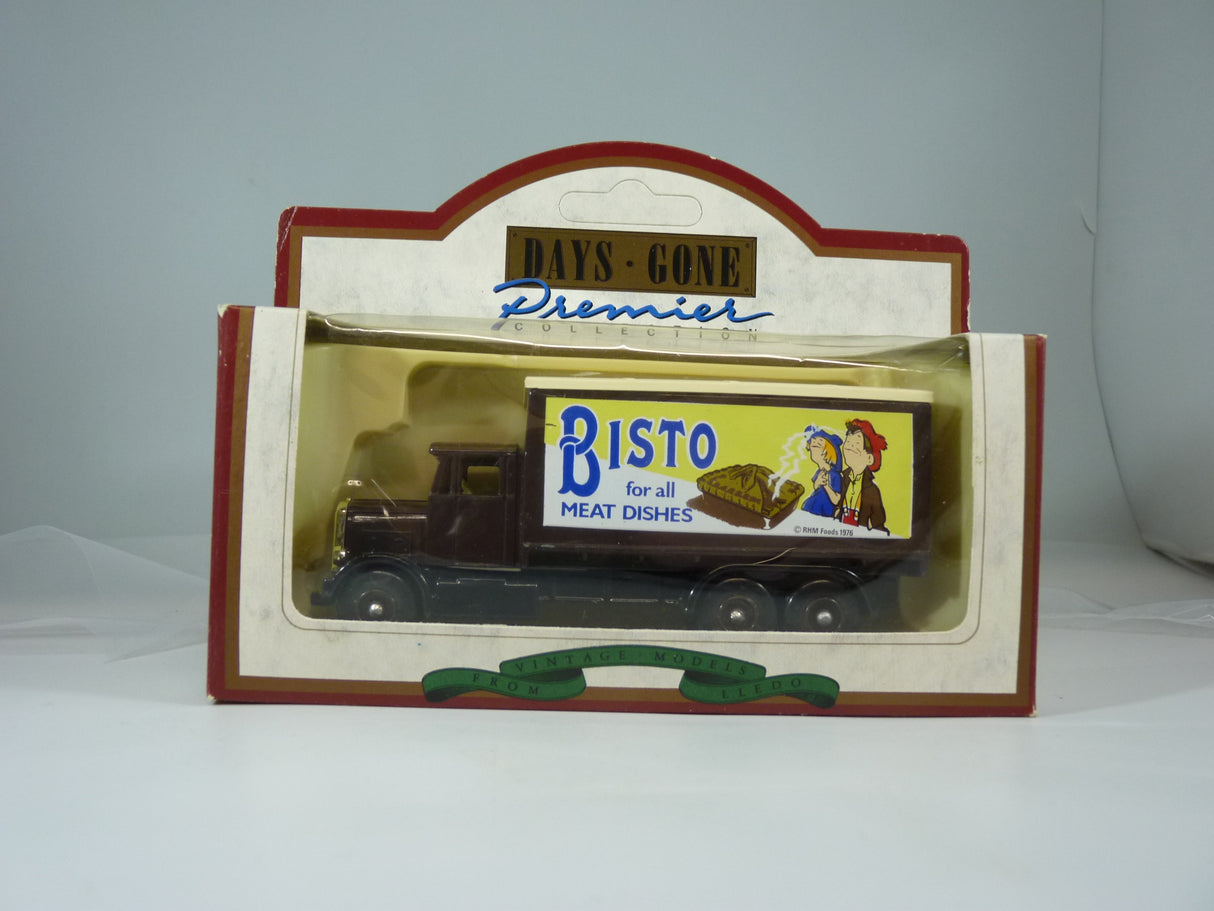 DAYS · GONE
Premier
COLLECTION
BISTO
for all
MEAT DISHES
© RHM Foods 1976
VINTAGE · MODELS
FROM LLEDO